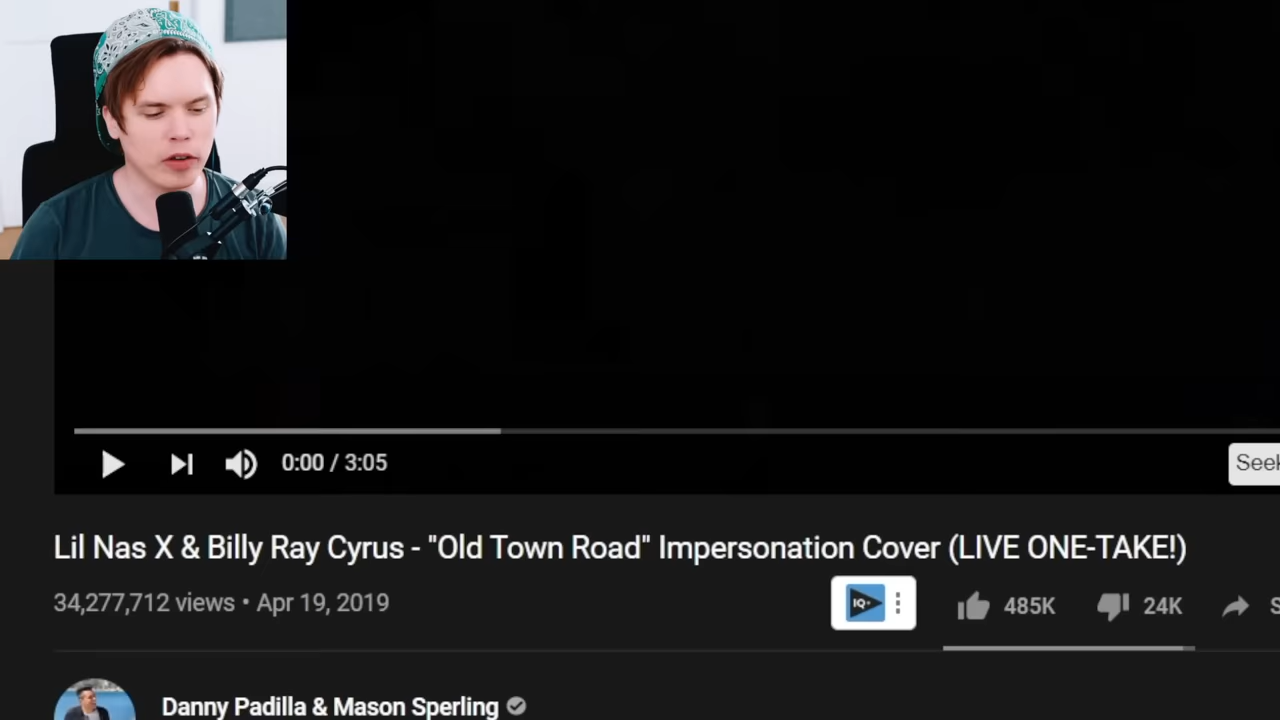 0:00 / 3:05
Seek
Lil Nas X & Billy Ray Cyrus - "Old Town Road" Impersonation Cover (LIVE ONE-TAKE!)
34,277,712 views • Apr 19, 2019
IQ
485K
24K
S
Danny Padilla & Mason Sperling